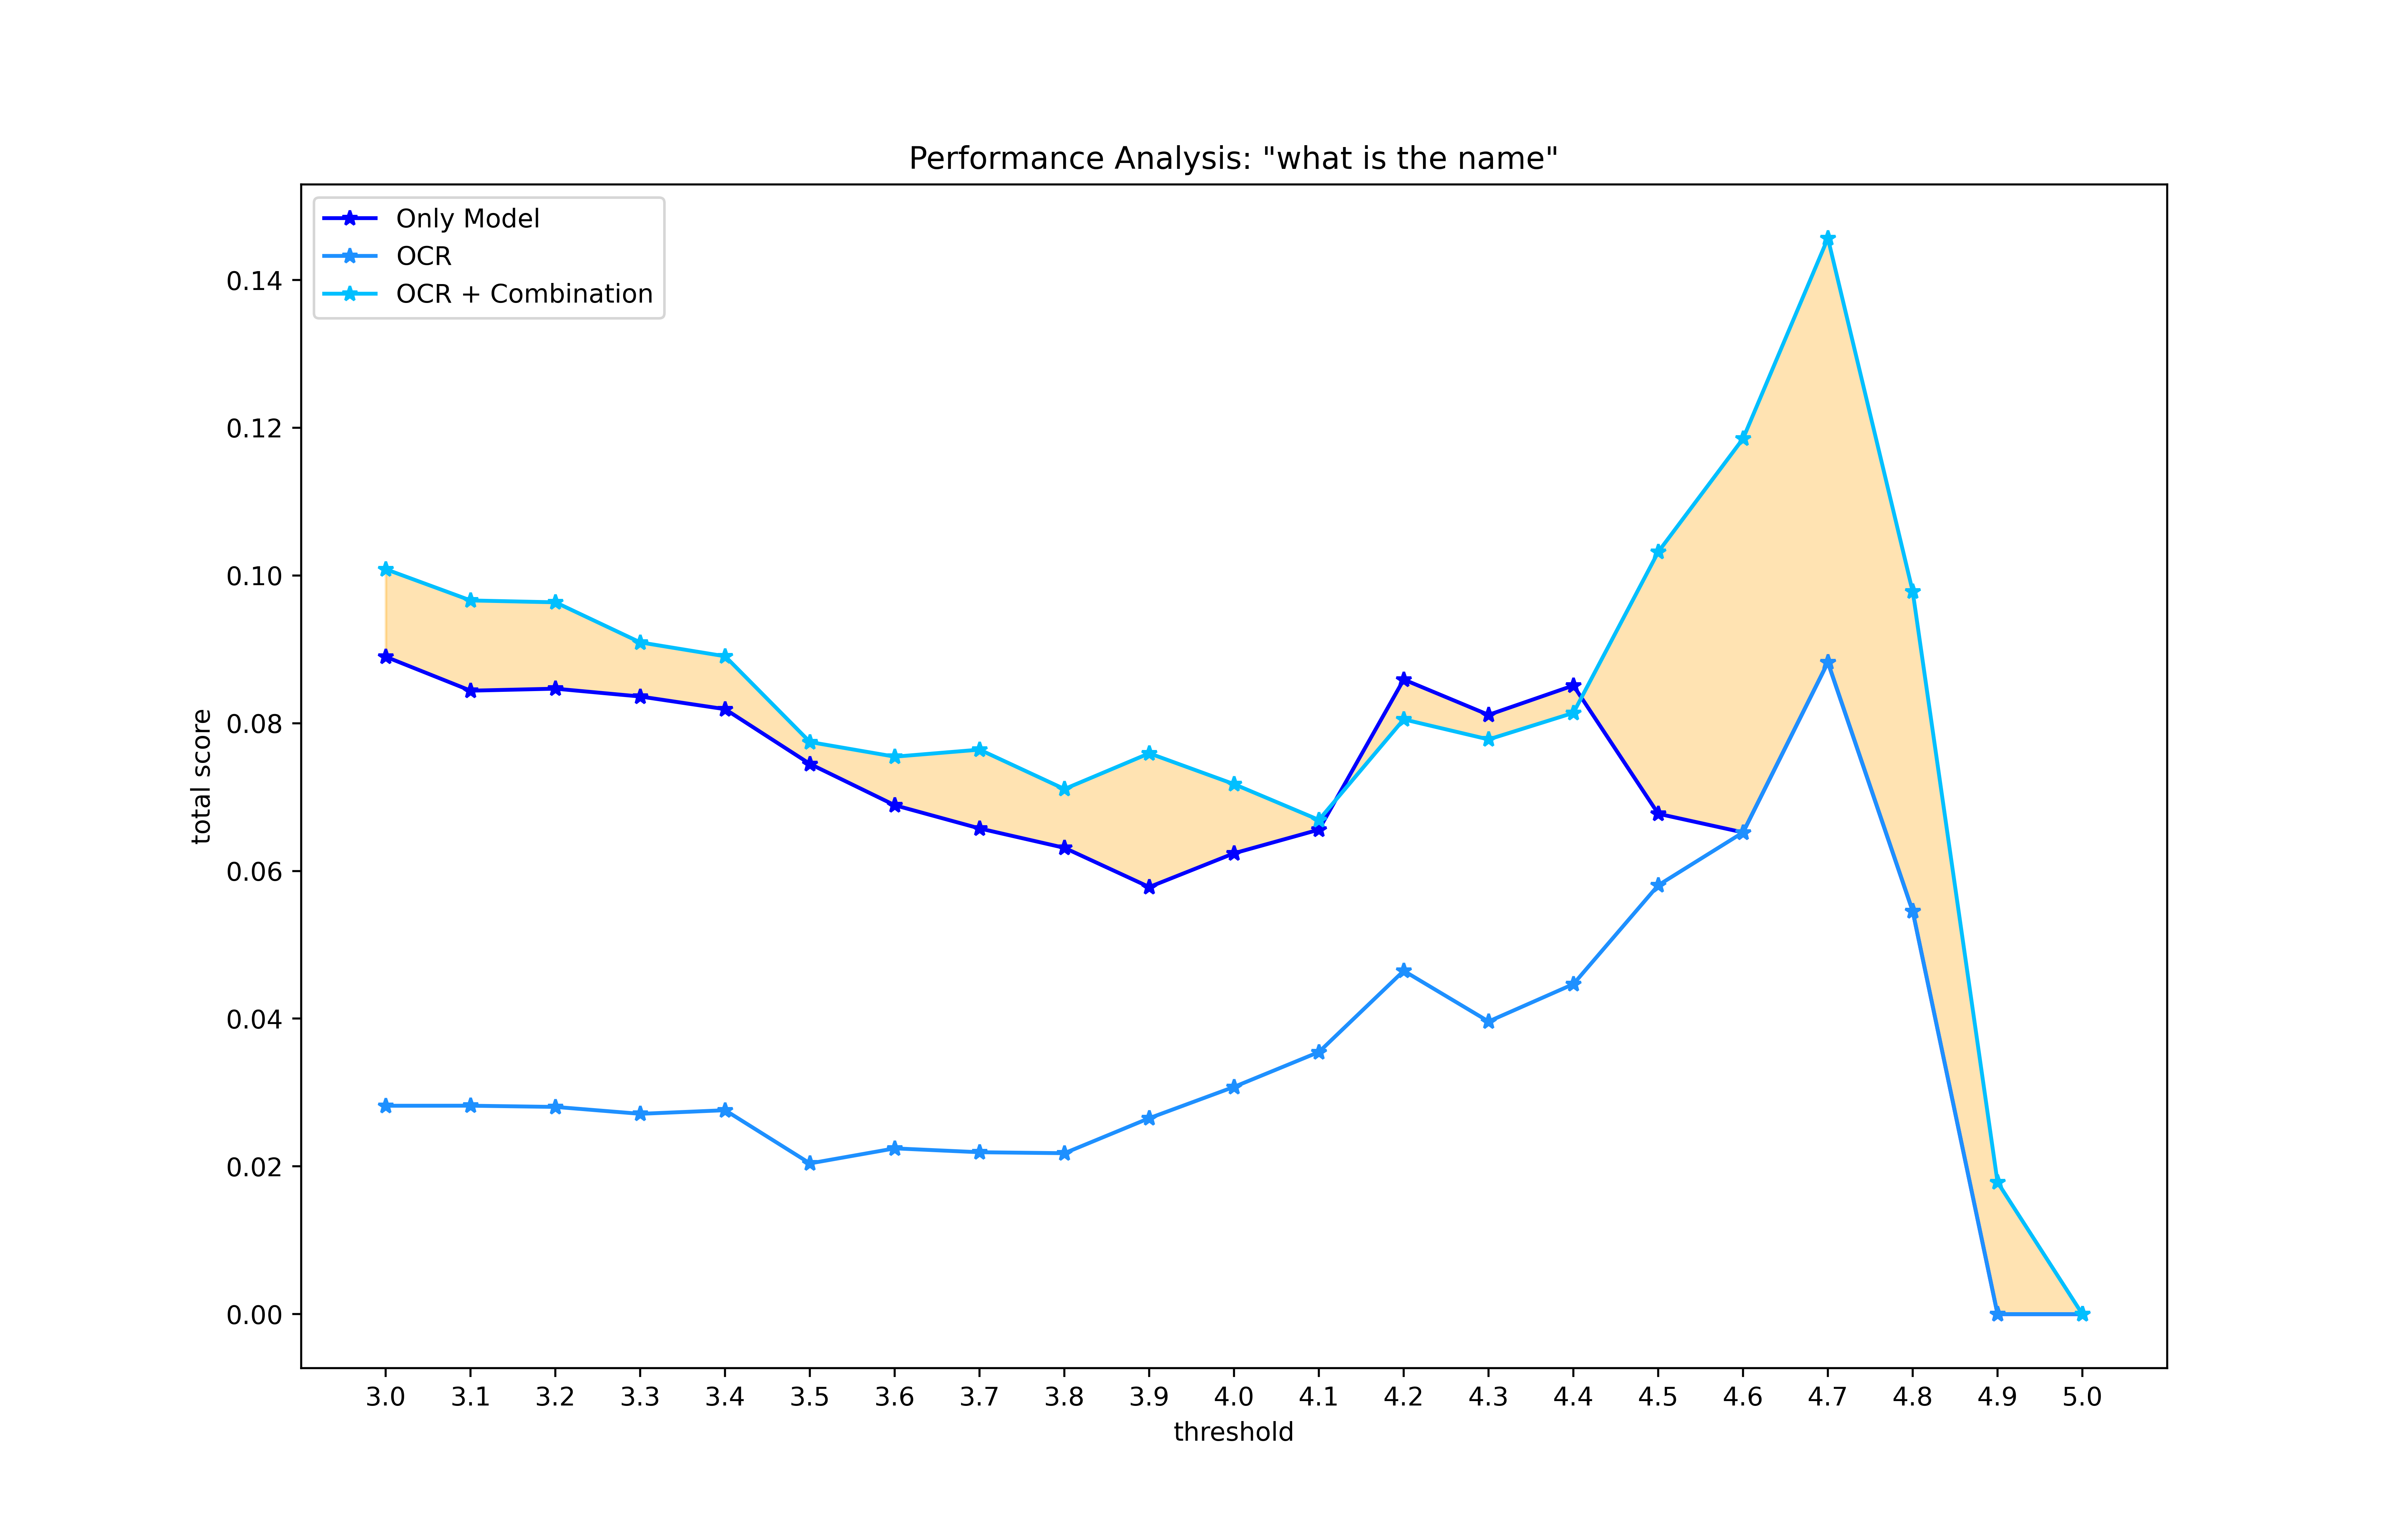 Performance Analysis: "what is the name"
Only Model
OCR
OCR + Combination
0.14
0.12
0.10
0.08
0.06
0.04
0.02
0.00
total score
3.0 3.1 3.2 3.3 3.4 3.5 3.6 3.7 3.8 3.9 4.0 4.1 4.2 4.3 4.4 4.5 4.6 4.7 4.8 4.9 5.0
threshold